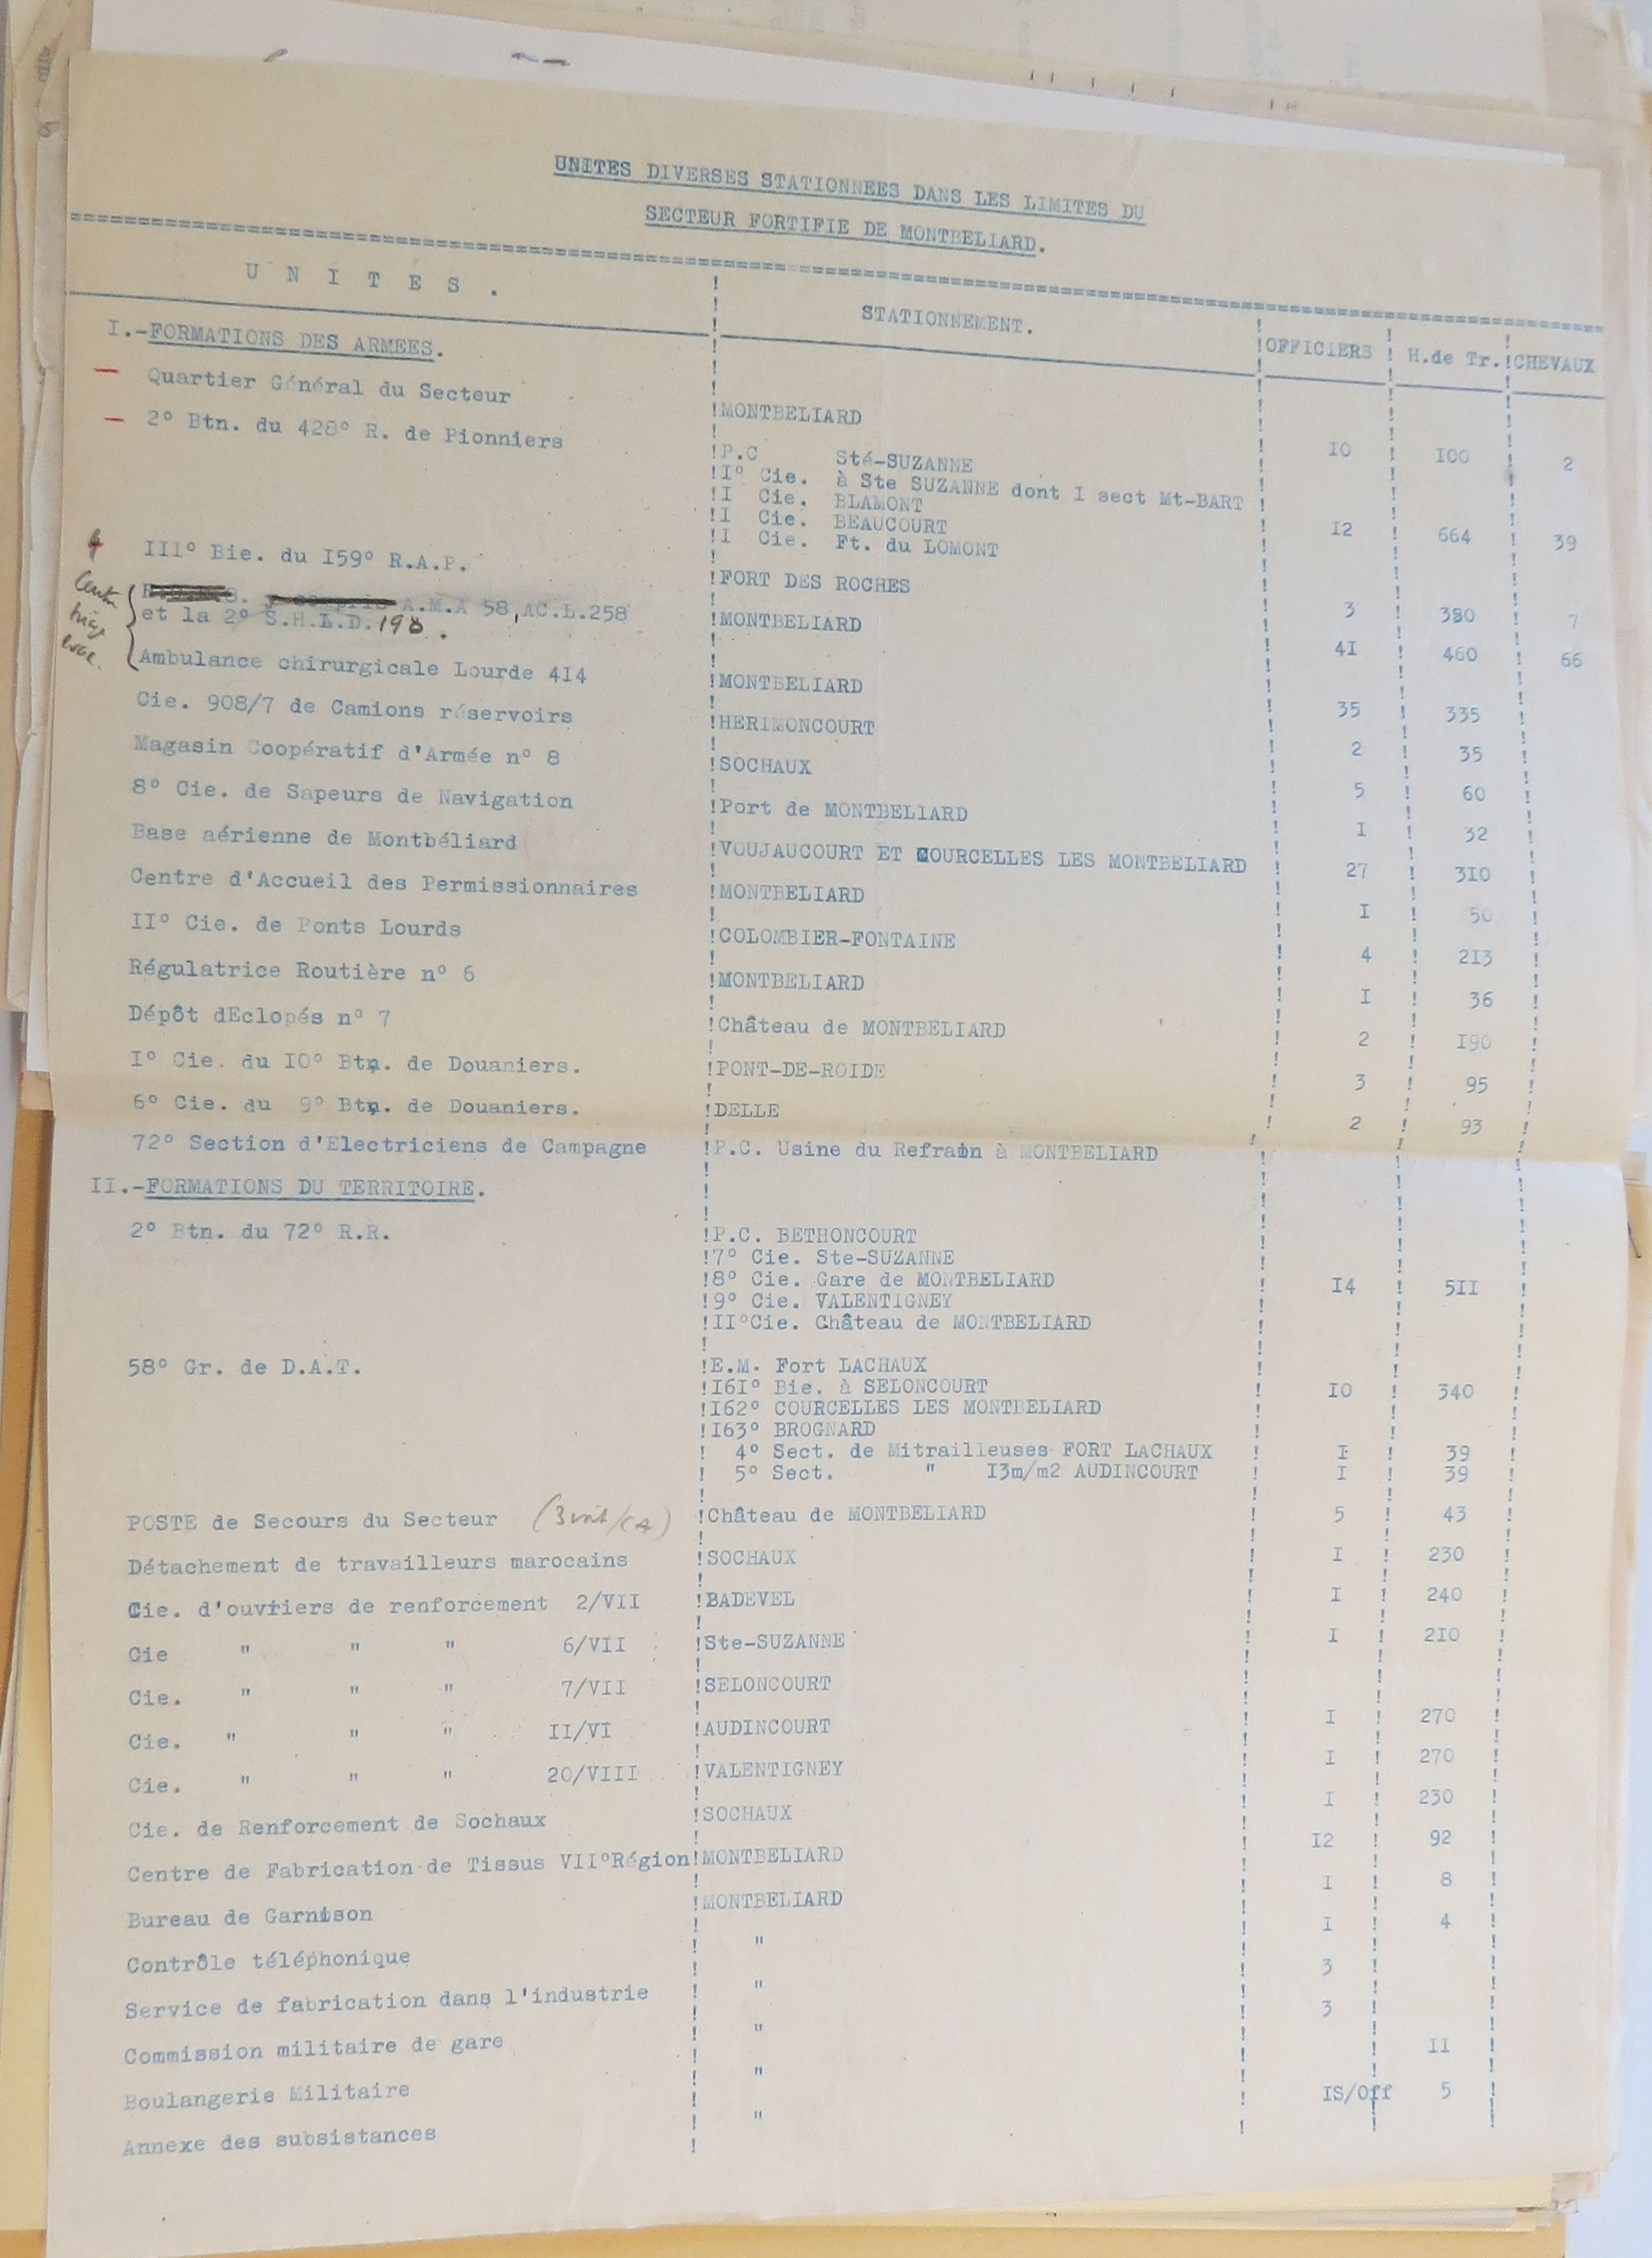 UNITES DIVERSES STATIONNEES DANS LES LIMITES DU
SECTEUR FORTIFIE DE MONTBELIARD.
U N I T E S . STATIONNEMENT. OFFICIERS H.de Tr. CHEVAUX
I.-FORMATIONS DES ARMEES.
Quartier Général du Secteur MONTBELIARD 10 I00 2
2° Btn. du 428° R. de Pionniers P.C Sté-SUZANNE
I° Cie. à Ste SUZANNE dont I sect Mt-BART
I Cie. BLAMONT
I Cie. BEAUCOURT 12 664 39
I Cie. Ft. du LOMONT
III° Bie. du I59° R.A.P. FORT DES ROCHES 3 380 7
A.M.A 58,AC.L.258 MONTBELIARD 4I 460 66
et la 2° S.H.L.D.198.
Ambulance chirurgicale Lourde 4I4 MONTBELIARD 35 335
Cie. 908/7 de Camions réservoirs HERIMONCOURT 2 35
Magasin Coopératif d'Armée n° 8 SOCHAUX 5 60
8° Cie. de Sapeurs de Navigation Port de MONTBELIARD I 32
Base aérienne de Montbéliard VOUJAUCOURT ET COURCELLES LES MONTBELIARD 27 3I0
Centre d'Accueil des Permissionnaires MONTBELIARD I 50
II° Cie. de Ponts Lourds COLOMBIER-FONTAINE 4 2I3
Régulatrice Routière n° 6 MONTBELIARD I 36
Dépôt dEclopés n° 7 Château de MONTBELIARD 2 I90
I° Cie. du I0° Btn. de Douaniers. PONT-DE-ROIDE 3 95
6° Cie. du 9° Btn. de Douaniers. DELLE 2 93
72° Section d'Electriciens de Campagne P.C. Usine du Refrain à MONTBELIARD
II.-FORMATIONS DU TERRITOIRE.
2° Btn. du 72° R.R. P.C. BETHONCOURT
7° Cie. Ste-SUZANNE
8° Cie. Gare de MONTBELIARD I4 5II
9° Cie. VALENTIGNEY
II°Cie. Château de MONTBELIARD
58° Gr. de D.A.T. E.M. Fort LACHAUX
I6I° Bie. à SELONCOURT I0 340
I62° COURCELLES LES MONTBELIARD
I63° BROGNARD
4° Sect. de Mitrailleuses FORT LACHAUX I 39
5° Sect. " I3m/m2 AUDINCOURT I 39
POSTE de Secours du Secteur Château de MONTBELIARD 5 43
Détachement de travailleurs marocains SOCHAUX I 230
Cie. d'ouvriers de renforcement 2/VII BADEVEL I 240
Cie " " " 6/VII Ste-SUZANNE I 2I0
Cie. " " " 7/VII SELONCOURT
Cie. " " " II/VI AUDINCOURT I 270
Cie. " " " 20/VIII VALENTIGNEY I 270
Cie. de Renforcement de Sochaux SOCHAUX I 230
Centre de Fabrication de Tissus VII°Région MONTBELIARD I2 92
Bureau de Garnison MONTBELIARD I 8
Contrôle téléphonique " I 4
Service de fabrication dans l'industrie " 3
Commission militaire de gare " 3
Boulangerie Militaire " II
Annexe des subsistances " IS/Off 5